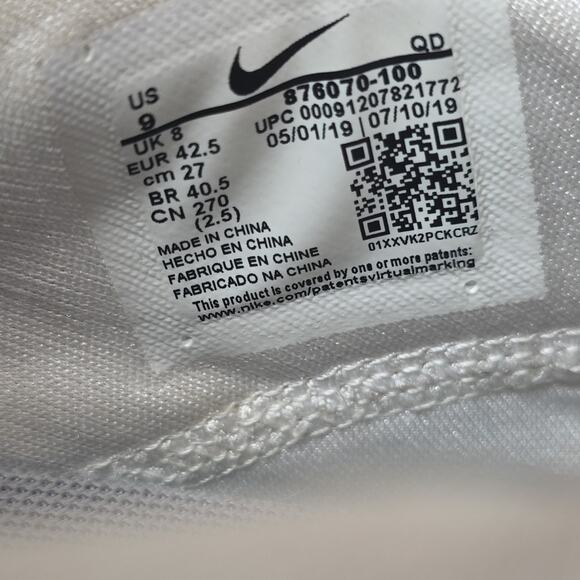 QD
US
9
876070-100
UK 8
UPC 00091207821772
EUR 42.5
05/01/19 | 07/10/19
cm 27
BR 40.5
CN 270
(2.5)
01XXVK2PCKCRZ
MADE IN CHINA
HECHO EN CHINA
FABRIQUE EN CHINE
FABRICADO NA CHINA
This product is covered by one or more patents:
www.nike.com/patentsvirtualmarking